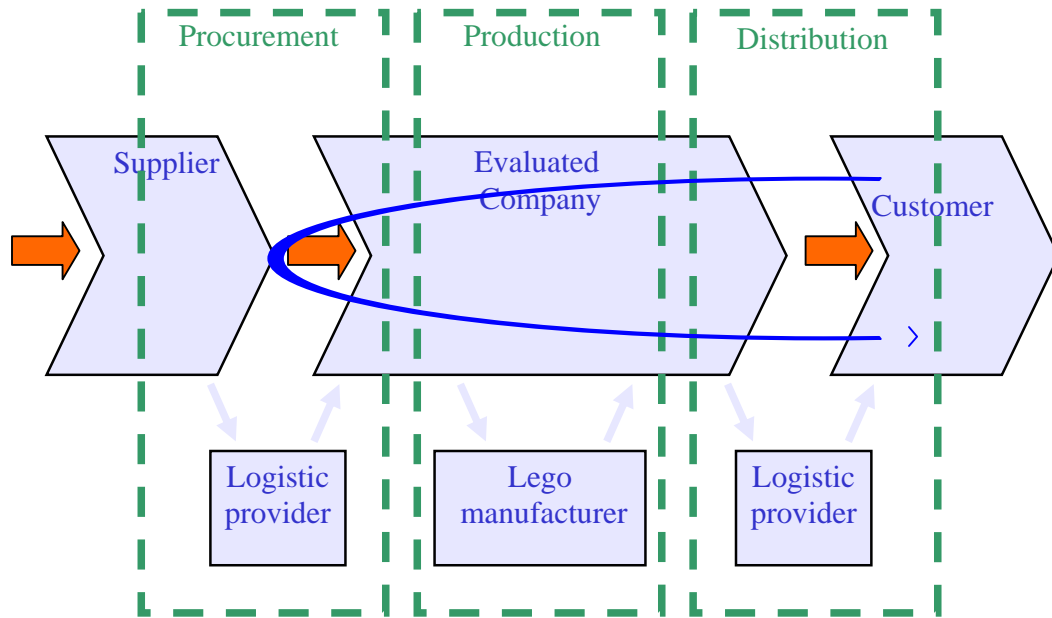 Procurement
Production
Distribution
Supplier
Evaluated
Company
Customer
Logistic
provider
Lego
manufacturer
Logistic
provider